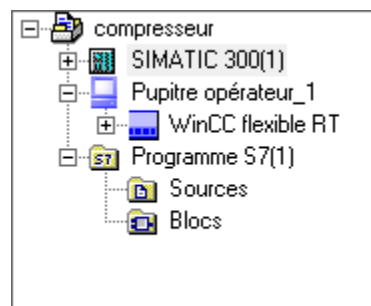 compresseur
SIMATIC 300(1)
Pupitre opérateur_1
WinCC flexible RT
Programme S7(1)
Sources
Blocs